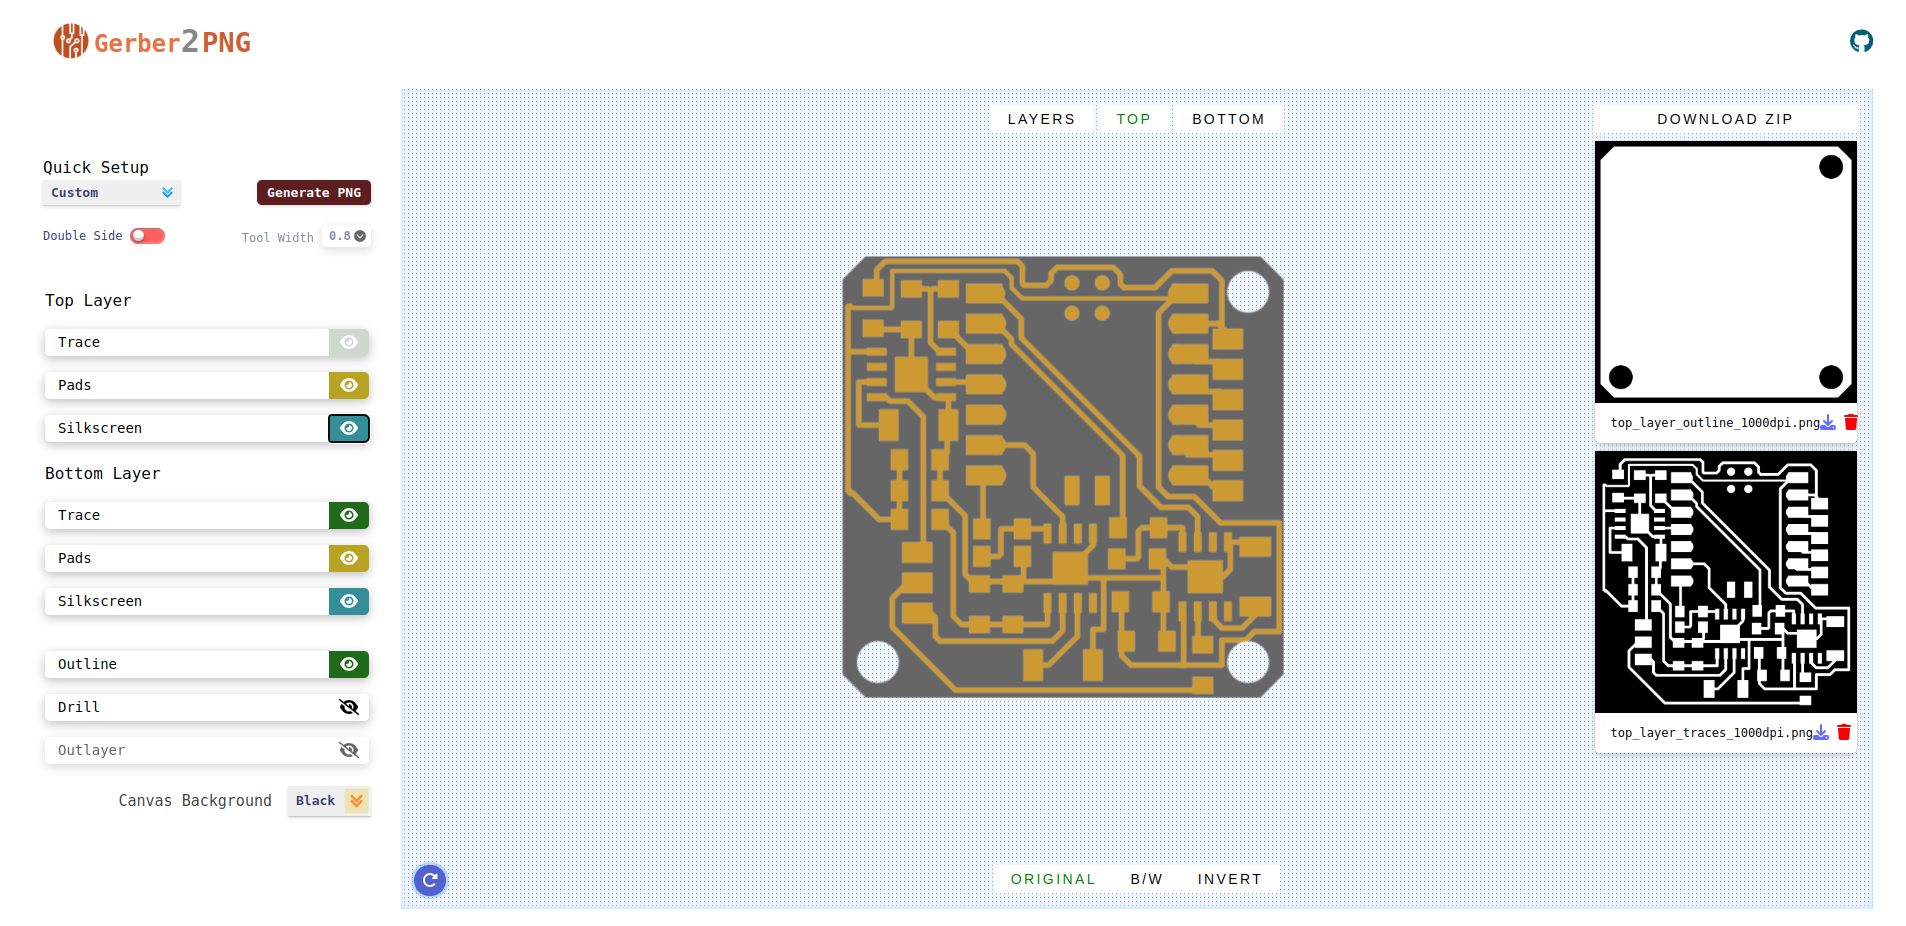 Gerber2PNG
LAYERS TOP BOTTOM
DOWNLOAD ZIP
Quick Setup
Custom
Generate PNG
Double Side
Tool Width 0.8
Top Layer
Trace
Pads
Silkscreen
Bottom Layer
Trace
Pads
Silkscreen
Outline
Drill
Outlayer
Canvas Background Black
ORIGINAL B/W INVERT
top_layer_outline_1000dpi.png
top_layer_traces_1000dpi.png